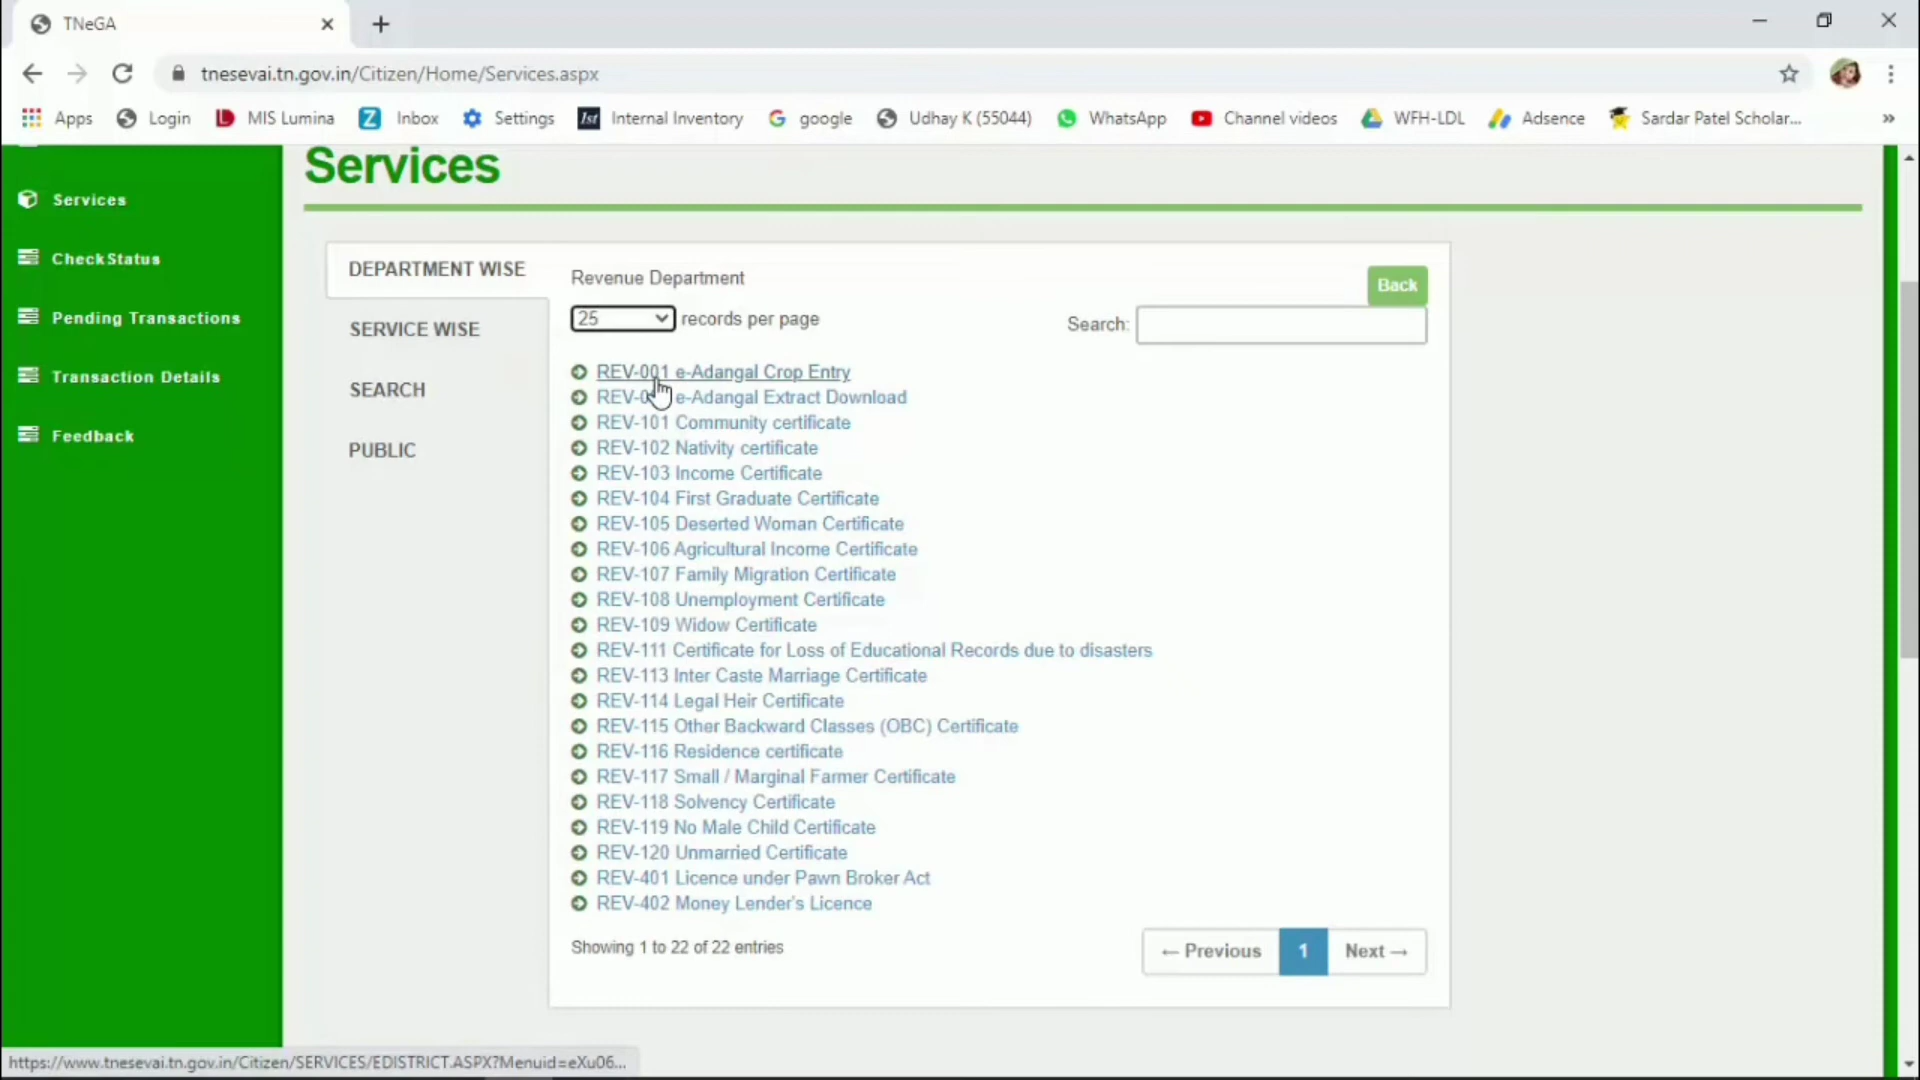 TNeGA
tnesevai.tn.gov.in/Citizen/Home/Services.aspx
Apps Login MIS Lumina Inbox Settings Internal Inventory google Udhay K (55044) WhatsApp Channel videos WFH-LDL Adsence Sardar Patel Scholar... »
Services
Services
CheckStatus
Pending Transactions
Transaction Details
Feedback
DEPARTMENT WISE
SERVICE WISE
SEARCH
PUBLIC
Revenue Department
Back
25 records per page
Search:
REV-001 e-Adangal Crop Entry
e-Adangal Extract Download
REV-101 Community certificate
REV-102 Nativity certificate
REV-103 Income Certificate
REV-104 First Graduate Certificate
REV-105 Deserted Woman Certificate
REV-106 Agricultural Income Certificate
REV-107 Family Migration Certificate
REV-108 Unemployment Certificate
REV-109 Widow Certificate
REV-111 Certificate for Loss of Educational Records due to disasters
REV-113 Inter Caste Marriage Certificate
REV-114 Legal Heir Certificate
REV-115 Other Backward Classes (OBC) Certificate
REV-116 Residence certificate
REV-117 Small / Marginal Farmer Certificate
REV-118 Solvency Certificate
REV-119 No Male Child Certificate
REV-120 Unmarried Certificate
REV-401 Licence under Pawn Broker Act
REV-402 Money Lender's Licence
Showing 1 to 22 of 22 entries
← Previous 1 Next →
https://www.tnesevai.tn.gov.in/Citizen/SERVICES/EDISTRICT.ASPX?Menuid=eXu06...